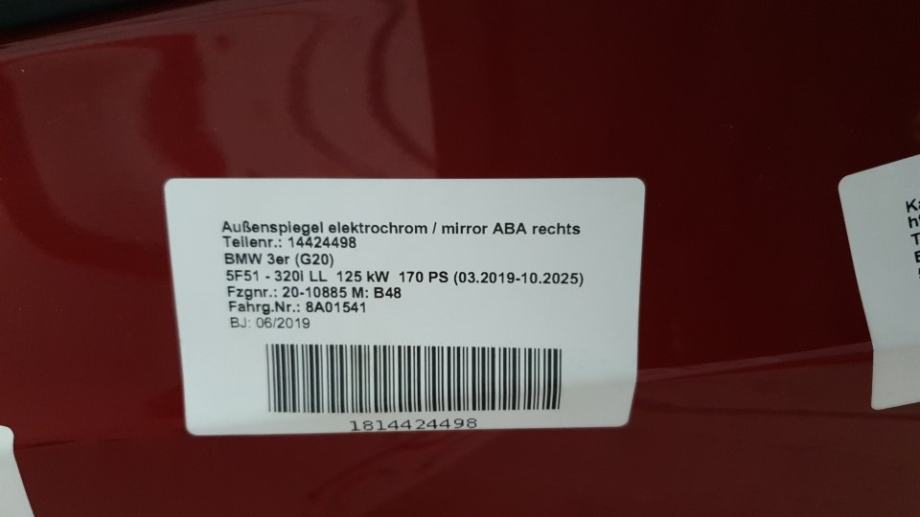 Außenspiegel elektrochrom / mirror ABA rechts
Teilenr.: 14424498
BMW 3er (G20)
5F51 - 320i LL 125 kW 170 PS (03.2019-10.2025)
Fzgnr.: 20-10885 M: B48
Fahrg.Nr.: 8A01541
BJ: 06/2019
1814424498